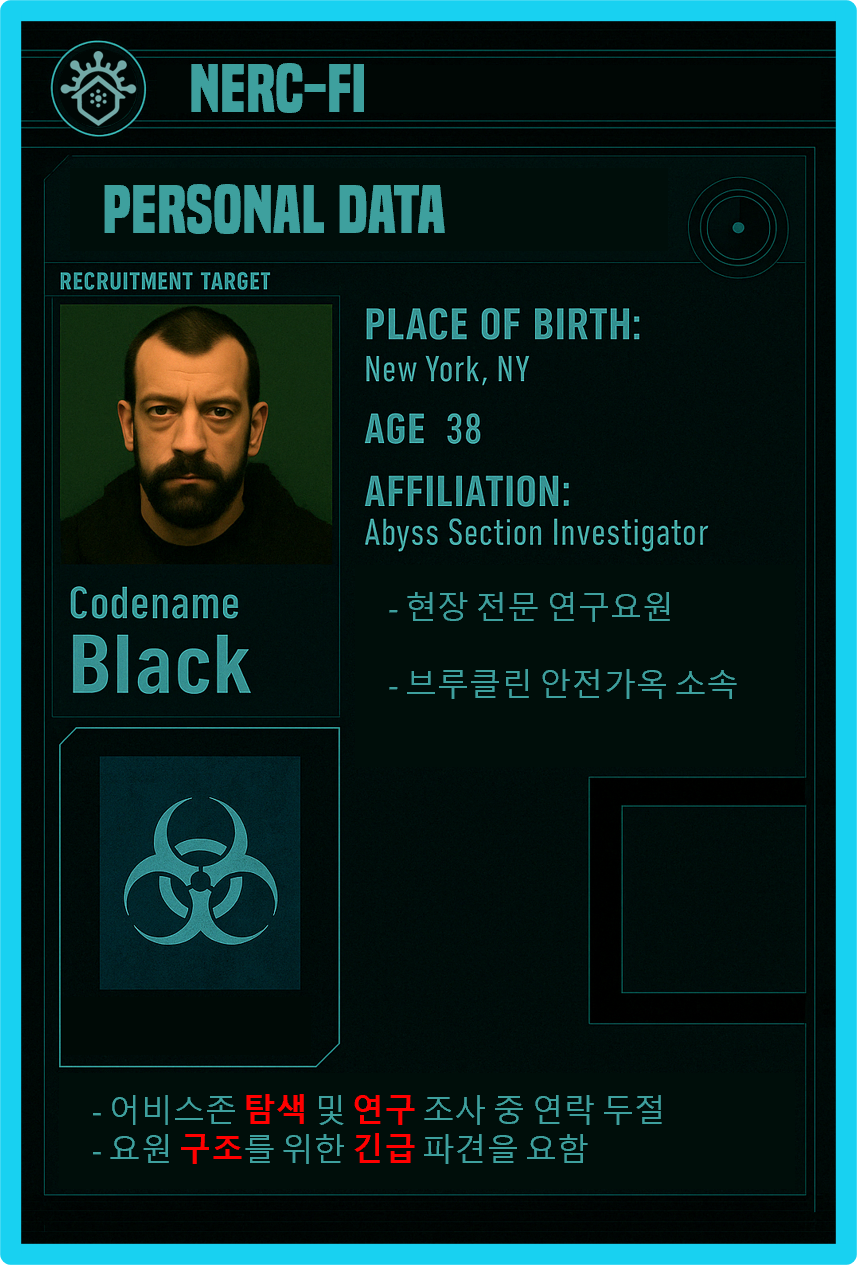 NERC-FI
PERSONAL DATA
RECRUITMENT TARGET
PLACE OF BIRTH:
New York, NY
AGE 38
AFFILIATION:
Abyss Section Investigator
Codename
Black
- 현장 전문 연구요원
- 브루클린 안전가옥 소속
- 어비스존 탐색 및 연구 조사 중 연락 두절
- 요원 구조를 위한 긴급 파견을 요함